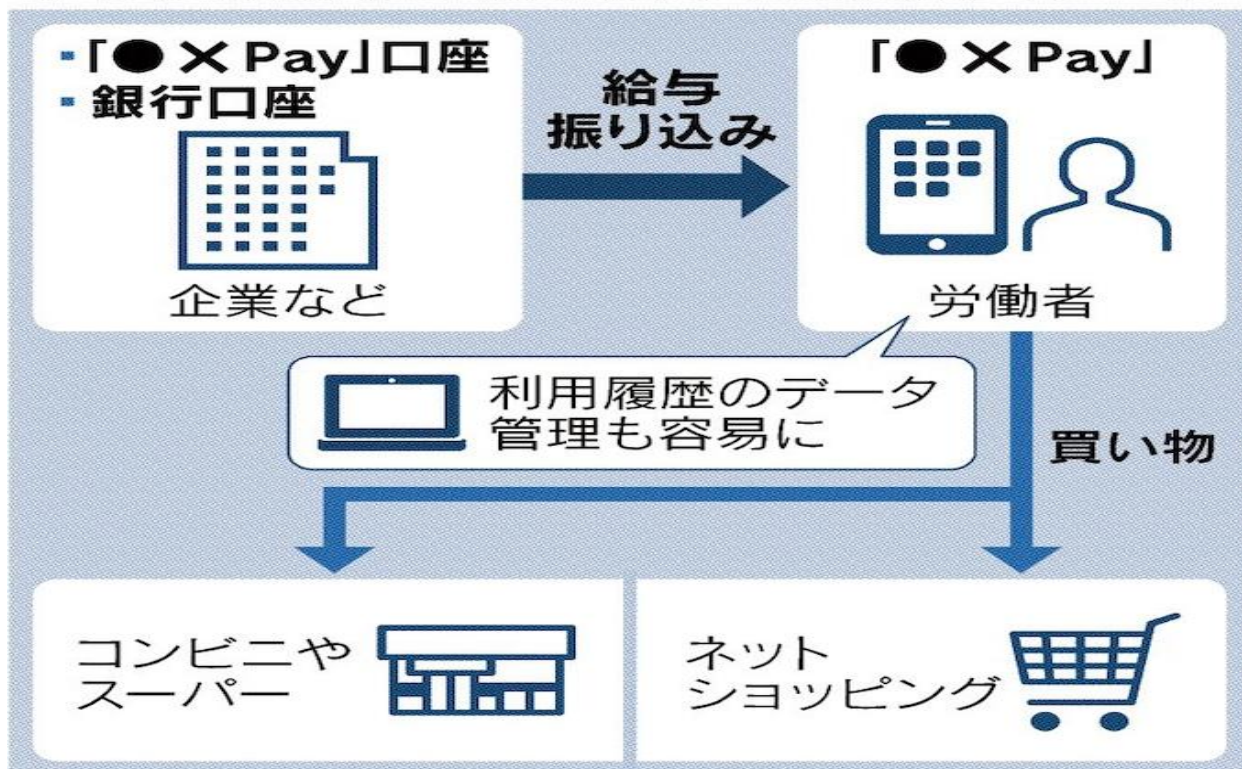 ▪「●×Pay」口座
▪銀行口座
企業など
給与
振り込み
「●×Pay」
労働者
利用履歴のデータ
管理も容易に
買い物
コンビニや
スーパー
ネット
ショッピング